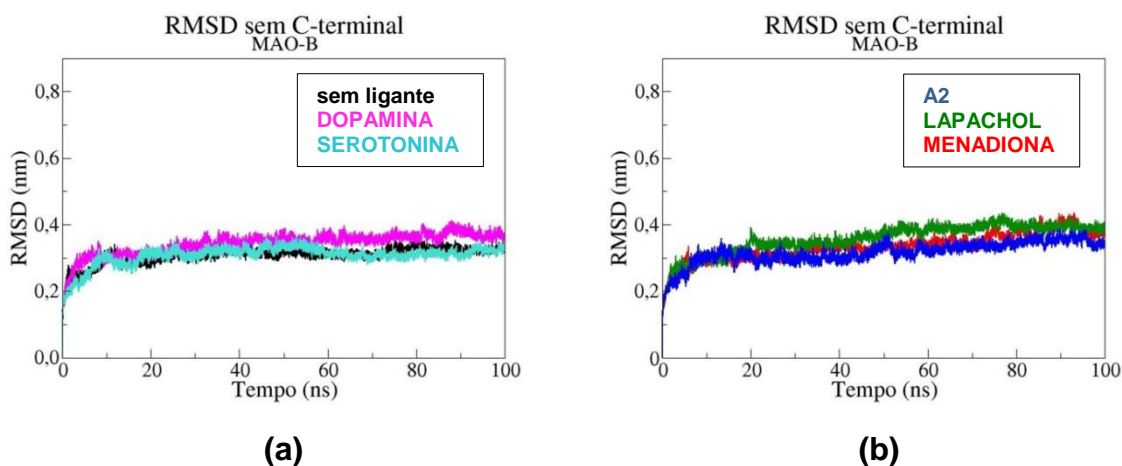 RMSD sem C-terminal
MAO-B
0,8
0,6
0,4
0,2
0,0
RMSD (nm)
0
20
40
60
80
100
Tempo (ns)
sem ligante
DOPAMINA
SEROTONINA
(a)
RMSD sem C-terminal
MAO-B
0,8
0,6
0,4
0,2
0
RMSD (nm)
0
20
40
60
80
100
Tempo (ns)
A2
LAPACHOL
MENADIONA
(b)